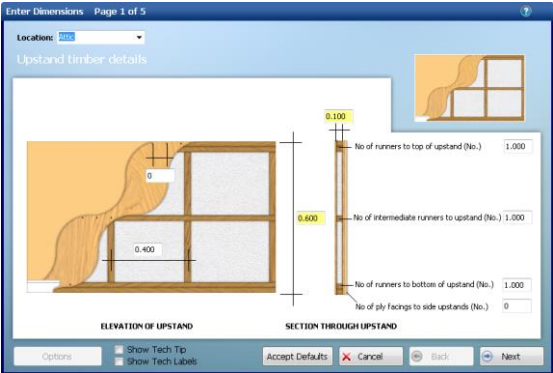 Enter Dimensions Page 1 of 5
Location: Attic
Upstand timber details
0.100
No of runners to top of upstand (No.) 1.000
0
0.600
No of intermediate runners to upstand (No.) 1.000
0.400
No of runners to bottom of upstand (No.) 1.000
No of ply facings to side upstands (No.) 0
ELEVATION OF UPSTAND SECTION THROUGH UPSTAND
Options
Show Tech Tip
Show Tech Labels
Accept Defaults Cancel Back Next